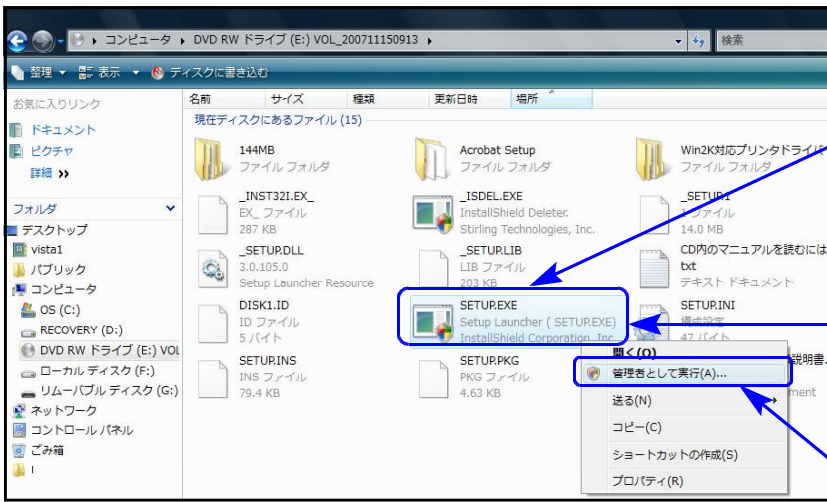 コンピュータ ▸ DVD RW ドライブ (E:) VOL_200711150913 ▸
検索
整理 ▼ 表示 ▼ ディスクに書き込む
お気に入りリンク
ドキュメント
ピクチャ
詳細 »
フォルダ
デスクトップ
vista1
パブリック
コンピュータ
OS (C:)
RECOVERY (D:)
DVD RW ドライブ (E:) VOL
ローカル ディスク (F:)
リムーバブル ディスク (G:)
ネットワーク
コントロール パネル
ごみ箱
名前 サイズ 種類 更新日時 場所
現在ディスクにあるファイル (15)
144MB
ファイル フォルダ
Acrobat Setup
ファイル フォルダ
Win2K対応プリンタドライバ
ファイル フォルダ
_INST32I.EX_
EX_ ファイル
287 KB
_ISDEL.EXE
InstallShield Deleter.
Stirling Technologies, Inc.
_SETUP.1
1 ファイル
14.0 MB
_SETUP.DLL
3.0.105.0
Setup Launcher Resource
_SETUP.LIB
LIB ファイル
203 KB
CD内のマニュアルを読むには
txt
テキスト ドキュメント
DISK1.ID
ID ファイル
5 バイト
SETUP.EXE
Setup Launcher ( SETUP.EXE)
InstallShield Corporation, Inc
SETUP.INI
構成設定
47 バイト
SETUP.INS
INS ファイル
79.4 KB
SETUP.PKG
PKG ファイル
4.63 KB
説明書.
ment
開く(O)
管理者として実行(A)...
送る(N)
コピー(C)
ショートカットの作成(S)
プロパティ(R)